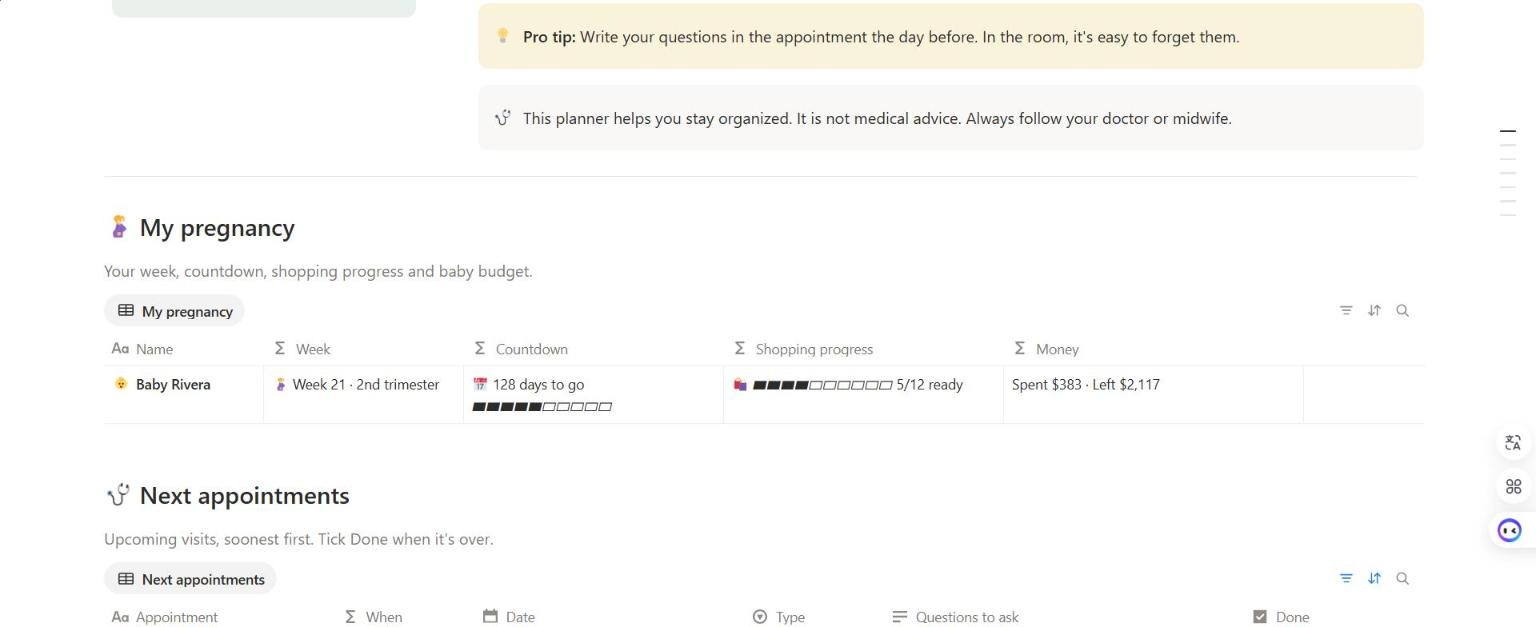 Pro tip: Write your questions in the appointment the day before. In the room, it's easy to forget them.
This planner helps you stay organized. It is not medical advice. Always follow your doctor or midwife.
My pregnancy
Your week, countdown, shopping progress and baby budget.
My pregnancy
Aa Name Σ Week Σ Countdown Σ Shopping progress Σ Money
Baby Rivera Week 21 · 2nd trimester 128 days to go 5/12 ready Spent $383 · Left $2,117
Next appointments
Upcoming visits, soonest first. Tick Done when it's over.
Next appointments
Aa Appointment Σ When Date Type Questions to ask Done